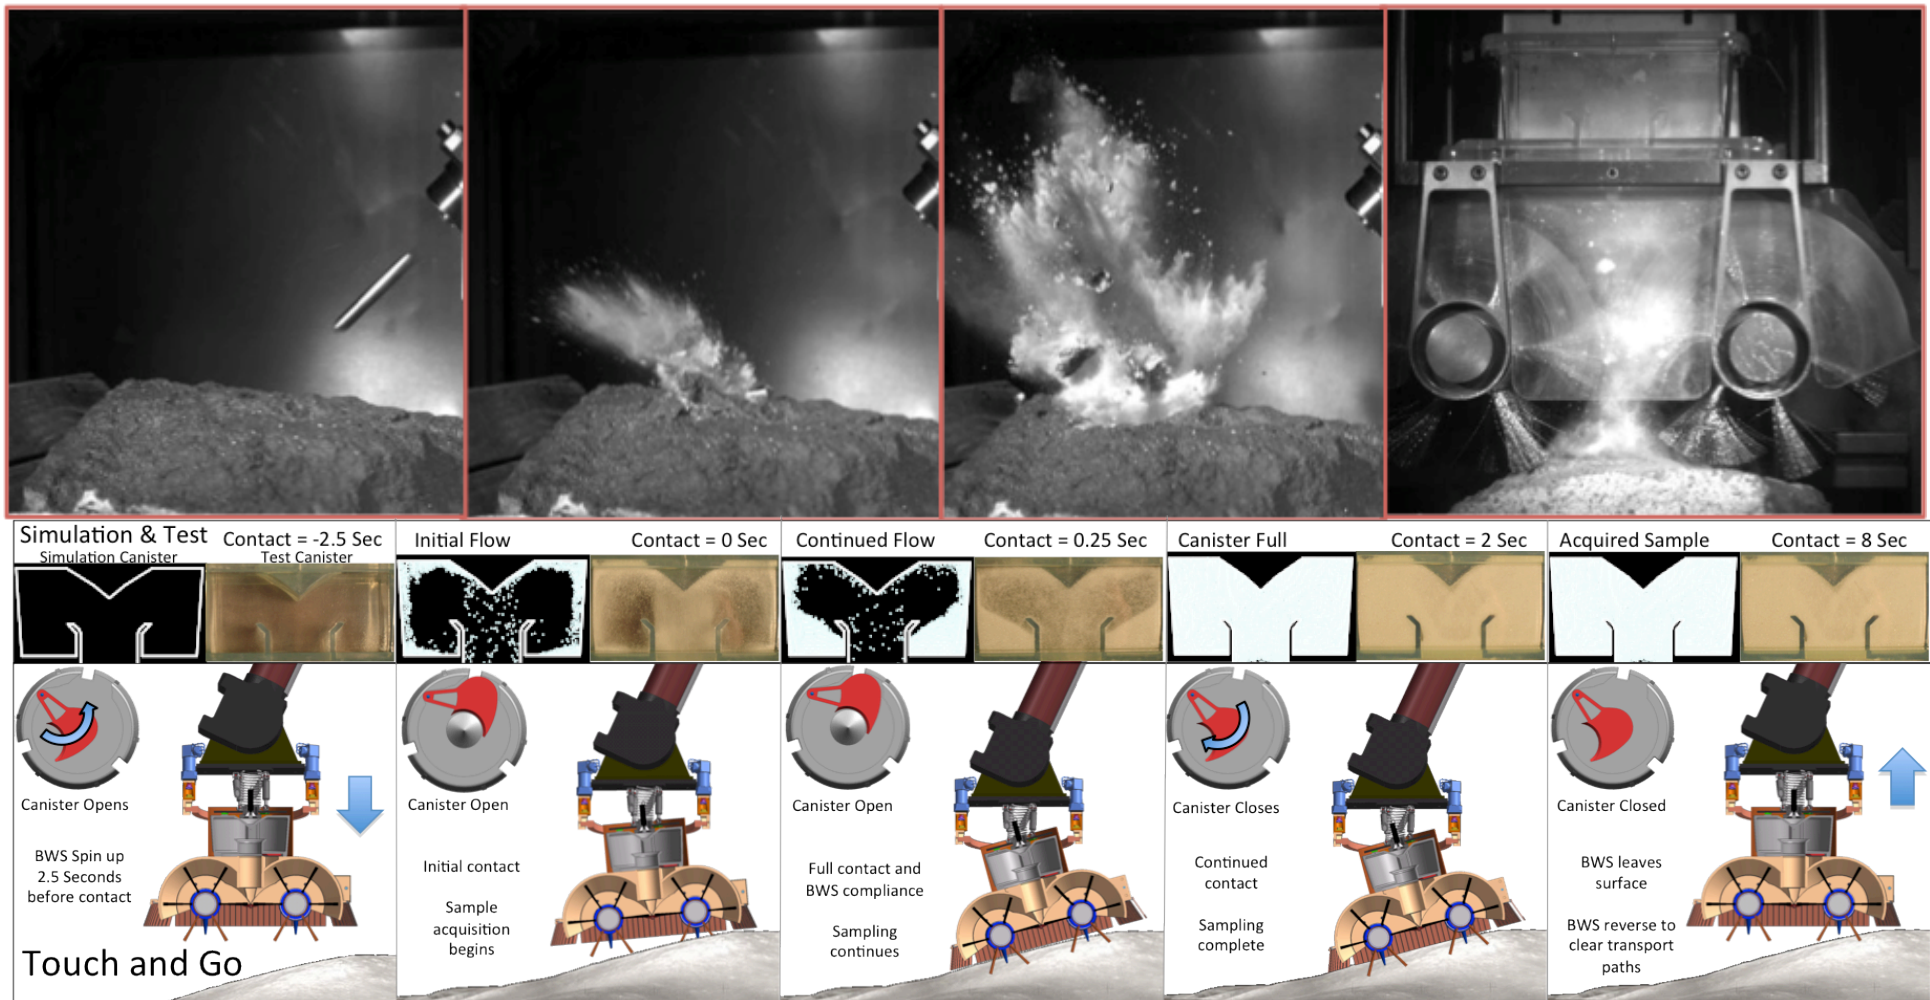 Simulation & Test
Contact = -2.5 Sec
Simulation Canister
Test Canister
Initial Flow
Contact = 0 Sec
Continued Flow
Contact = 0.25 Sec
Canister Full
Contact = 2 Sec
Acquired Sample
Contact = 8 Sec
Canister Opens
BWS Spin up
2.5 Seconds
before contact
Touch and Go
Canister Open
Initial contact
Sample
acquisition
begins
Canister Open
Full contact and
BWS compliance
Sampling
continues
Canister Closes
Continued
contact
Sampling
complete
Canister Closed
BWS leaves
surface
BWS reverse to
clear transport
paths